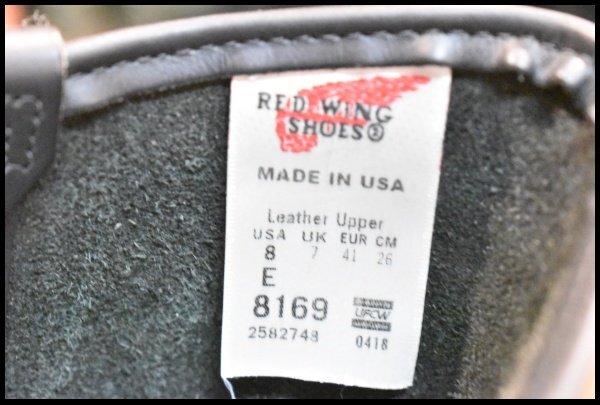 RED WING
SHOES®
MADE IN USA
Leather Upper
USA UK EUR CM
8 7 41 26
E
8169
UFCW
2582748 0418